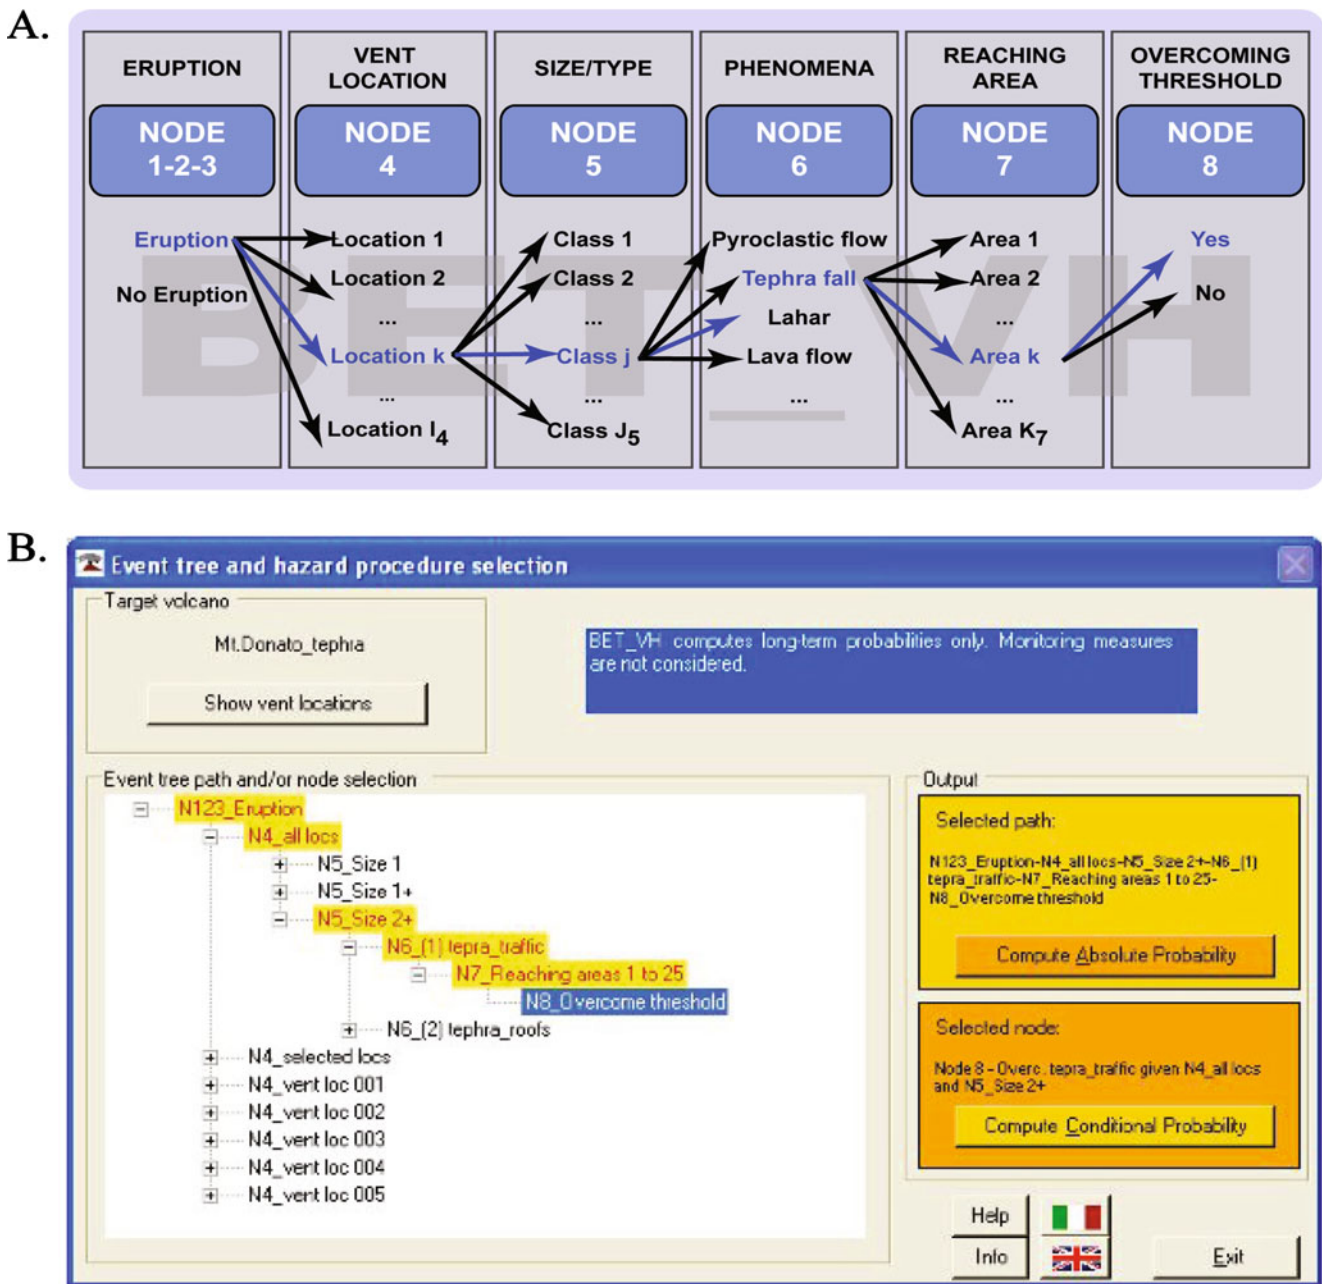 A.
ERUPTION
VENT LOCATION
SIZE/TYPE
PHENOMENA
REACHING AREA
OVERCOMING THRESHOLD
NODE 1-2-3
NODE 4
NODE 5
NODE 6
NODE 7
NODE 8
Eruption
No Eruption
Location 1
Location 2
...
Location k
...
Location I4
Class 1
Class 2
...
Class j
...
Class J5
Pyroclastic flow
Tephra fall
Lahar
Lava flow
...
Area 1
Area 2
...
Area k
...
Area K7
Yes
No
BET_VH
B.
Event tree and hazard procedure selection
Target volcano
Mt.Donato_tephra
Show vent locations
BET_VH computes long-term probabilities only. Monitoring measures
are not considered.
Event tree path and/or node selection
N123_Eruption
N4_all locs
N5_Size 1
N5_Size 1+
N5_Size 2+
N6_(1) tepra_traffic
N7_Reaching areas 1 to 25
N8_Overcome threshold
N6_(2) tephra_roofs
N4_selected locs
N4_vent loc 001
N4_vent loc 002
N4_vent loc 003
N4_vent loc 004
N4_vent loc 005
Output
Selected path:
N123_Eruption-N4_all locs-N5_Size 2+-N6_(1)
tepra_traffic-N7_Reaching areas 1 to 25-
N8_Overcome threshold
Compute Absolute Probability
Selected node:
Node 8 - Overc. tepra_traffic given N4_all locs
and N5_Size 2+
Compute Conditional Probability
Help
Info
Exit